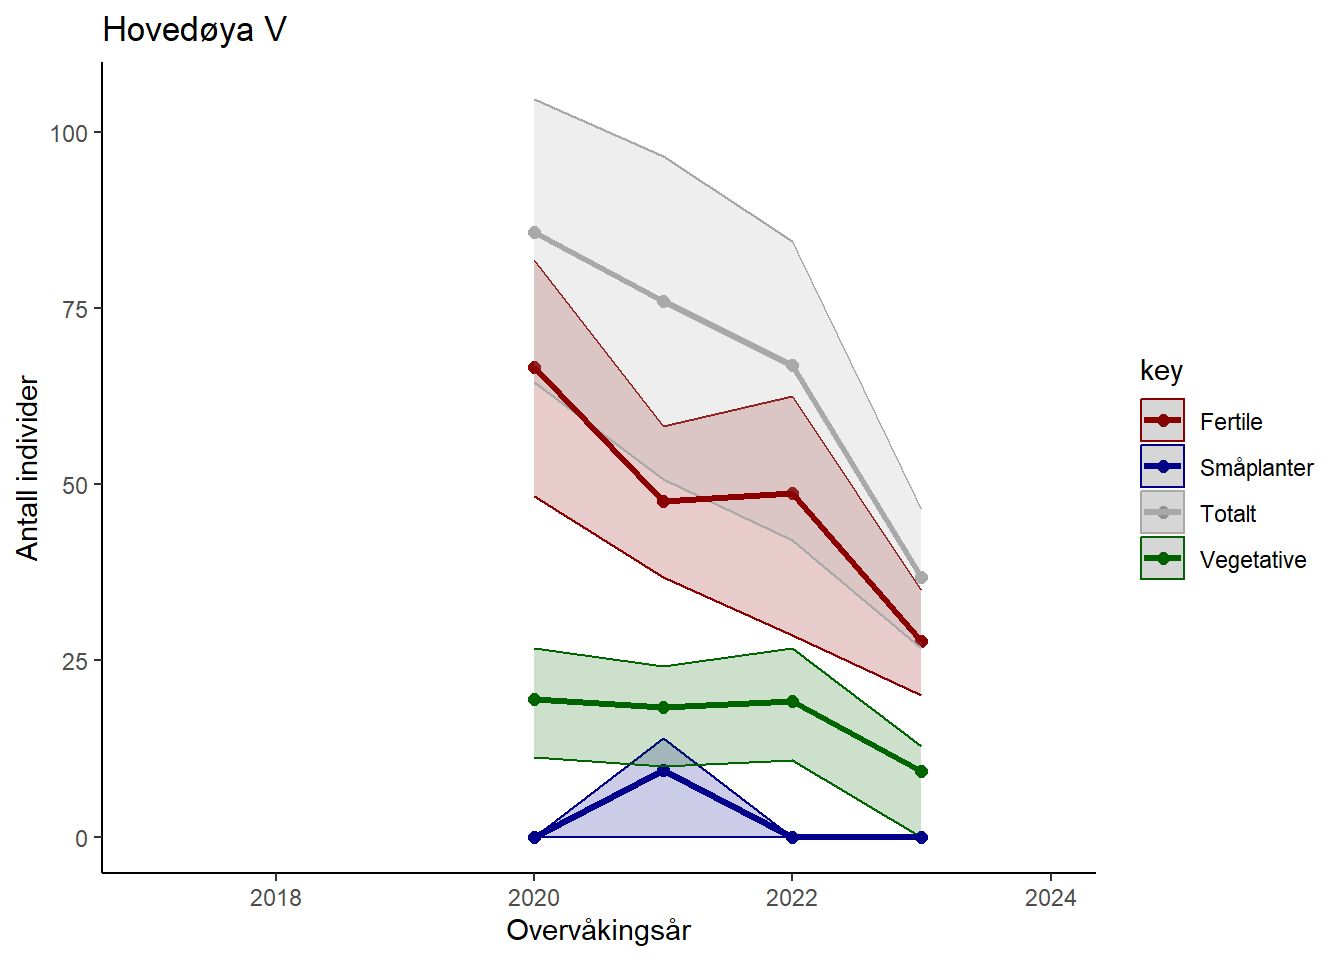 Hovedøya V
Antall individer
100
75
50
25
0
2018
2020
2022
2024
Overvåkingsår
key
Fertile
Småplanter
Totalt
Vegetative